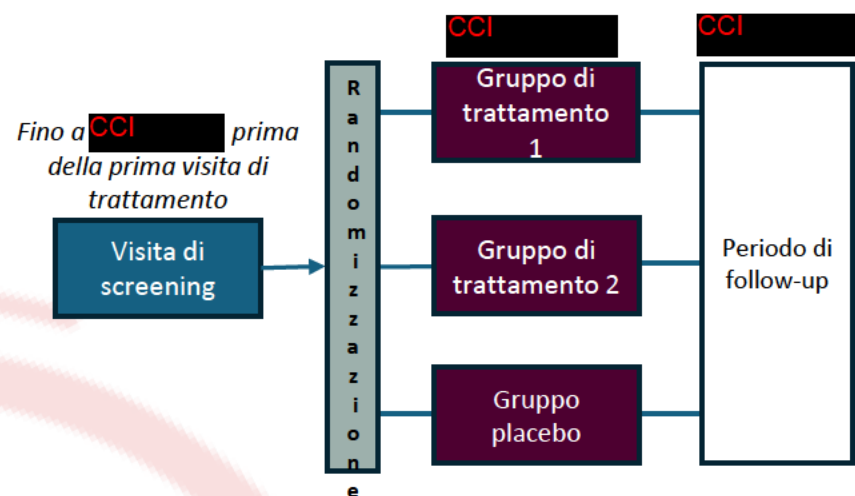 Fino a CCI prima
della prima visita di
trattamento
Visita di
screening
Randomizzazione
CCI
Gruppo di
trattamento
1
Gruppo di
trattamento 2
Gruppo
placebo
CCI
Periodo di
follow-up